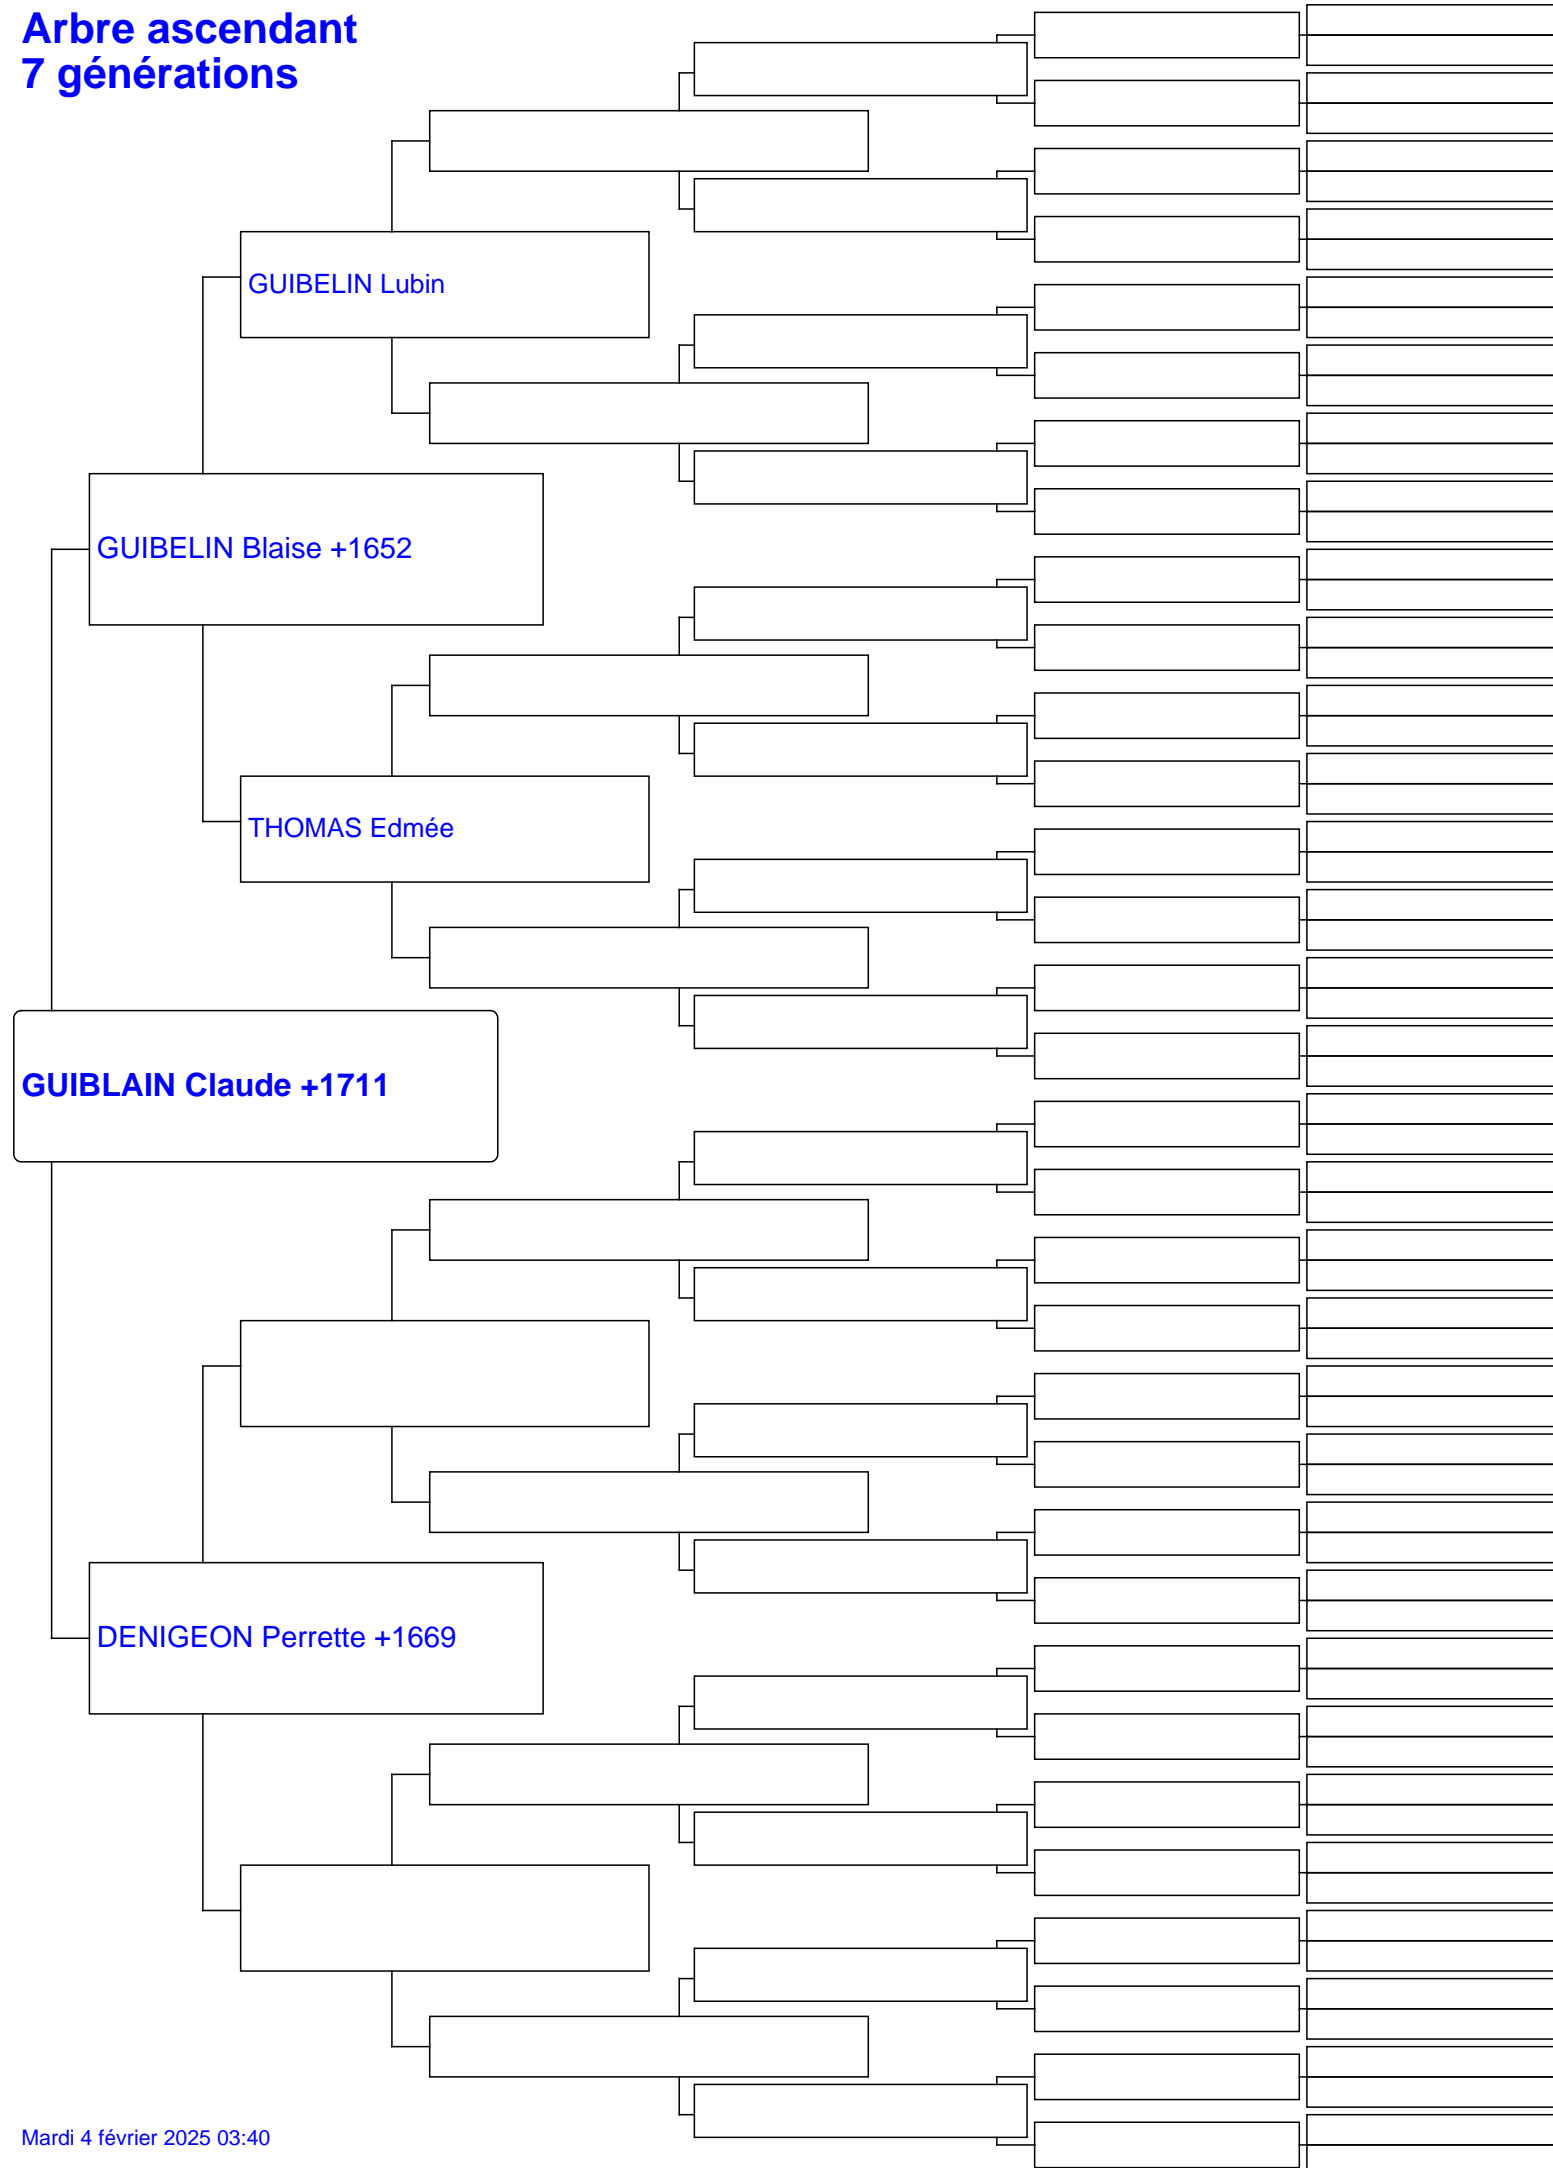 Arbre ascendant
7 générations
GUIBELIN Lubin
GUIBELIN Blaise +1652
THOMAS Edmée
GUIBLAIN Claude +1711
DENIGEON Perrette +1669
Mardi 4 février 2025 03:40